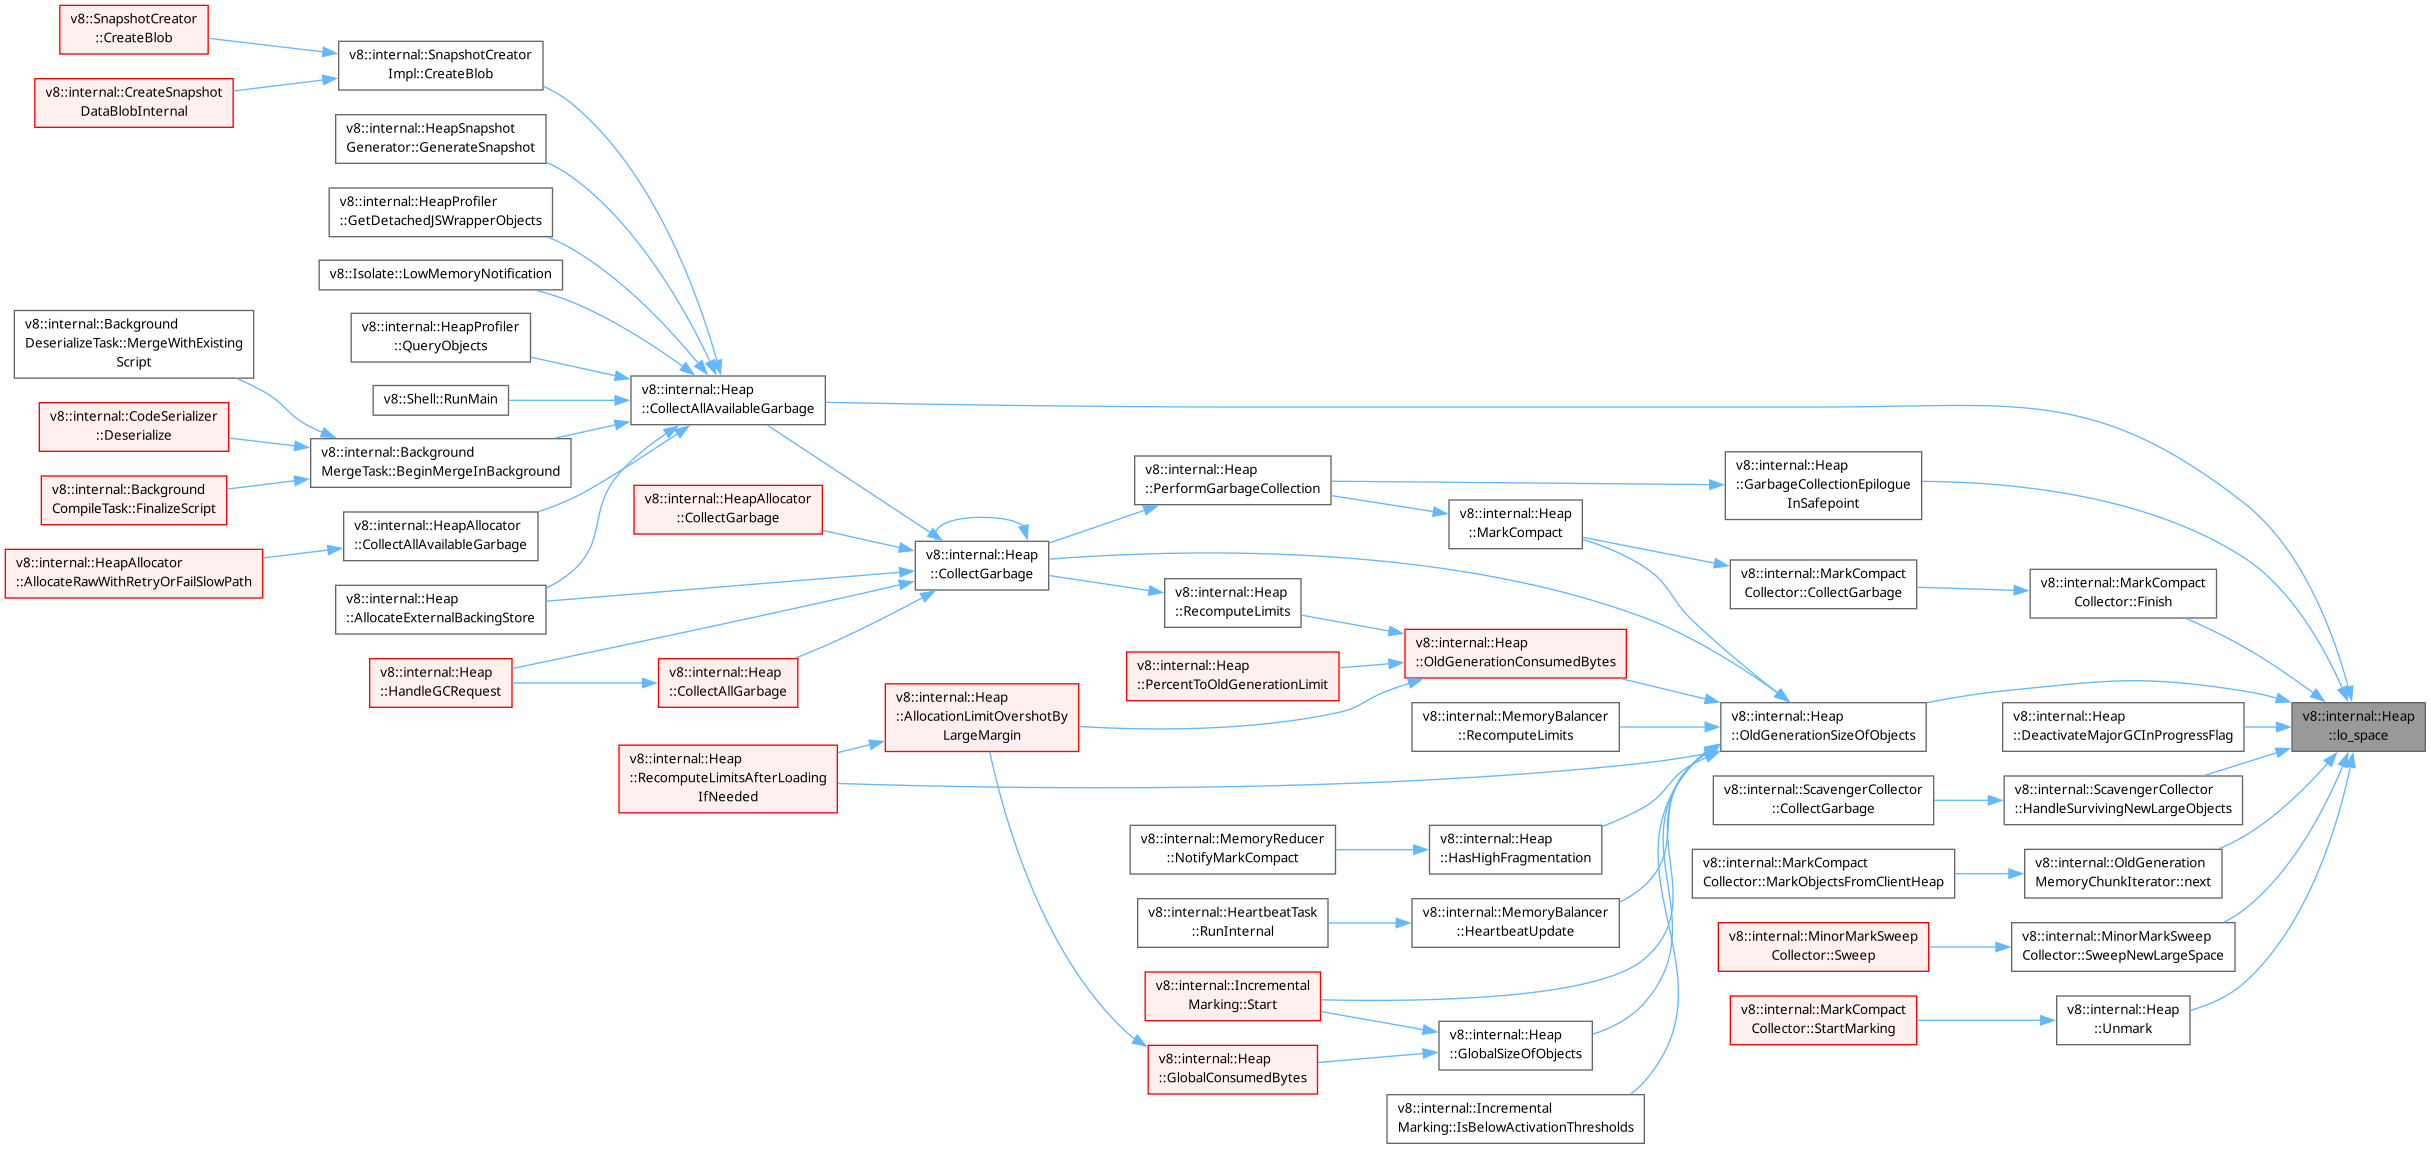 v8::SnapshotCreator
::CreateBlob
v8::internal::CreateSnapshot
DataBlobInternal
v8::internal::SnapshotCreator
Impl::CreateBlob
v8::internal::HeapSnapshot
Generator::GenerateSnapshot
v8::internal::HeapProfiler
::GetDetachedJSWrapperObjects
v8::Isolate::LowMemoryNotification
v8::internal::HeapProfiler
::QueryObjects
v8::Shell::RunMain
v8::internal::Background
DeserializeTask::MergeWithExisting
Script
v8::internal::CodeSerializer
::Deserialize
v8::internal::Background
CompileTask::FinalizeScript
v8::internal::Background
MergeTask::BeginMergeInBackground
v8::internal::HeapAllocator
::CollectAllAvailableGarbage
v8::internal::HeapAllocator
::AllocateRawWithRetryOrFailSlowPath
v8::internal::Heap
::AllocateExternalBackingStore
v8::internal::Heap
::HandleGCRequest
v8::internal::Heap
::CollectAllAvailableGarbage
v8::internal::HeapAllocator
::CollectGarbage
v8::internal::Heap
::CollectAllGarbage
v8::internal::Heap
::RecomputeLimitsAfterLoading
IfNeeded
v8::internal::Heap
::CollectGarbage
v8::internal::Heap
::AllocationLimitOvershotBy
LargeMargin
v8::internal::Heap
::PerformGarbageCollection
v8::internal::Heap
::RecomputeLimits
v8::internal::Heap
::PercentToOldGenerationLimit
v8::internal::MemoryReducer
::NotifyMarkCompact
v8::internal::HeartbeatTask
::RunInternal
v8::internal::Incremental
Marking::Start
v8::internal::Heap
::GlobalConsumedBytes
v8::internal::Heap
::MarkCompact
v8::internal::Heap
::OldGenerationConsumedBytes
v8::internal::MemoryBalancer
::RecomputeLimits
v8::internal::Heap
::HasHighFragmentation
v8::internal::MemoryBalancer
::HeartbeatUpdate
v8::internal::Heap
::GlobalSizeOfObjects
v8::internal::Incremental
Marking::IsBelowActivationThresholds
v8::internal::Heap
::GarbageCollectionEpilogue
InSafepoint
v8::internal::MarkCompact
Collector::CollectGarbage
v8::internal::Heap
::OldGenerationSizeOfObjects
v8::internal::ScavengerCollector
::CollectGarbage
v8::internal::MarkCompact
Collector::MarkObjectsFromClientHeap
v8::internal::MinorMarkSweep
Collector::Sweep
v8::internal::MarkCompact
Collector::StartMarking
v8::internal::MarkCompact
Collector::Finish
v8::internal::Heap
::DeactivateMajorGCInProgressFlag
v8::internal::ScavengerCollector
::HandleSurvivingNewLargeObjects
v8::internal::OldGeneration
MemoryChunkIterator::next
v8::internal::MinorMarkSweep
Collector::SweepNewLargeSpace
v8::internal::Heap
::Unmark
v8::internal::Heap
::lo_space